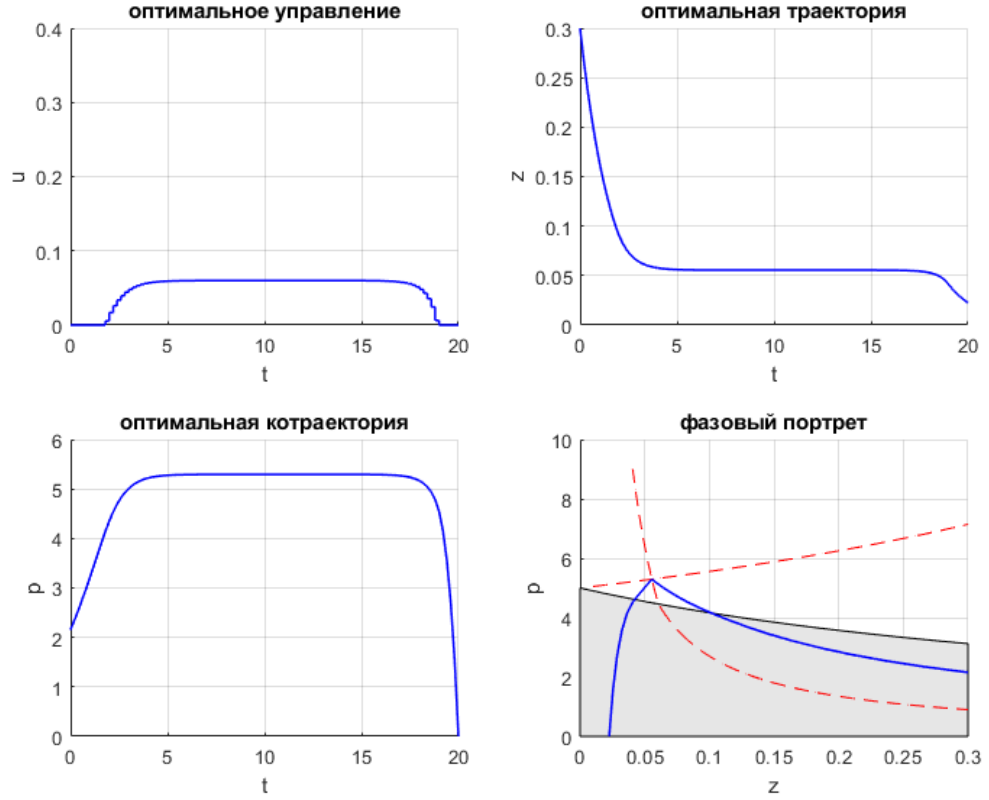 оптимальное управление
0.4
0.3
0.2
0.1
0
u
0 5 10 15 20
t
оптимальная траектория
0.3
0.25
0.2
0.15
0.1
0.05
0
z
0 5 10 15 20
t
оптимальная котраектория
6
5
4
3
2
1
0
p
0 5 10 15 20
t
фазовый портрет
10
8
6
4
2
0
p
0 0.05 0.1 0.15 0.2 0.25 0.3
z